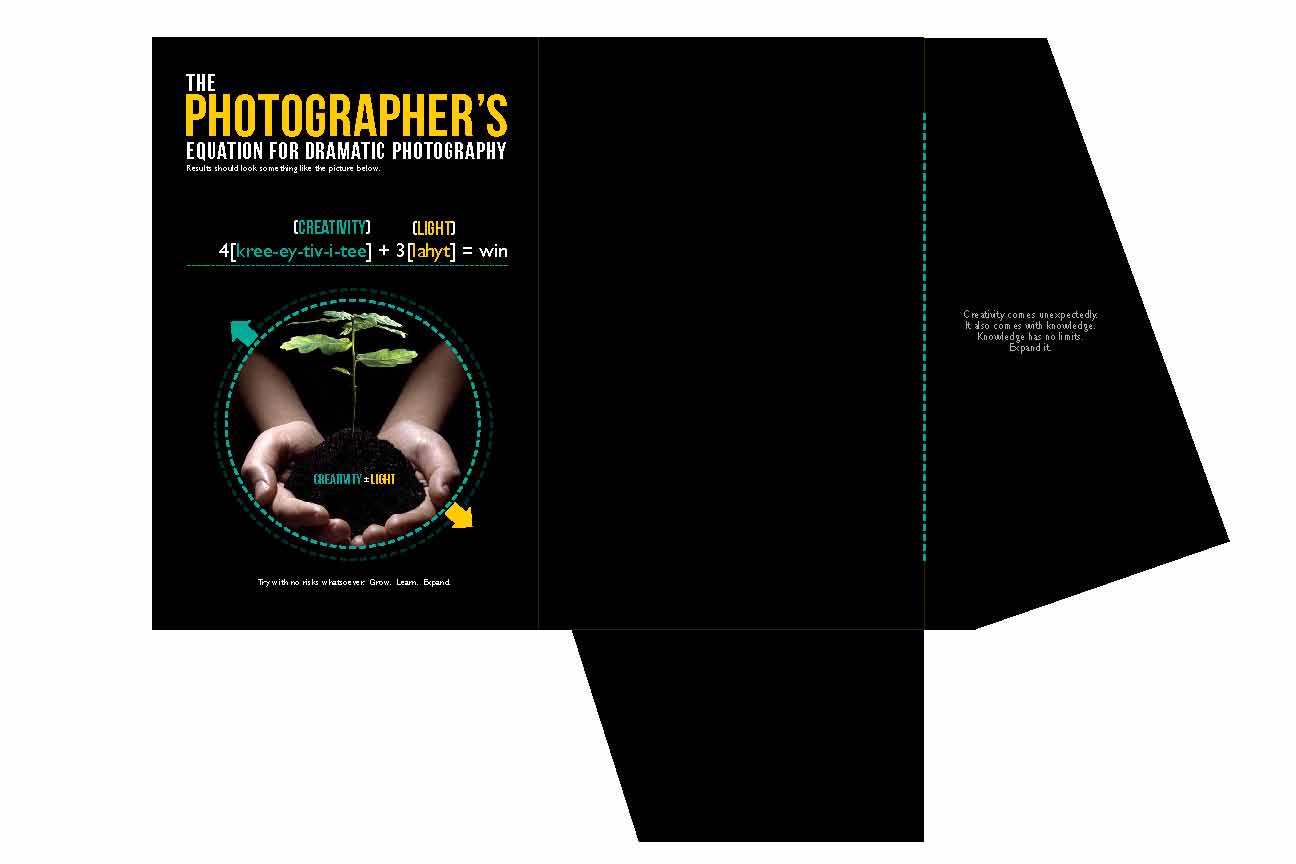 THE
PHOTOGRAPHER'S
EQUATION FOR DRAMATIC PHOTOGRAPHY
Results should look something like the picture below.
(CREATIVITY) (LIGHT)
4[kree-ey-tiv-i-tee] + 3[lahyt] = win
CREATIVITY + LIGHT
Try with no risks whatsoever. Grow. Learn. Expand.
Creativity comes unexpectedly.
It also comes with knowledge.
Knowledge has no limits.
Expand it.